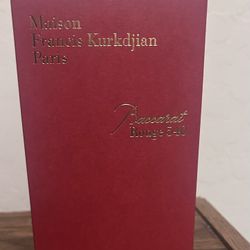 Maison
Francis Kurkdjian
Paris
Baccarat
Rouge 540